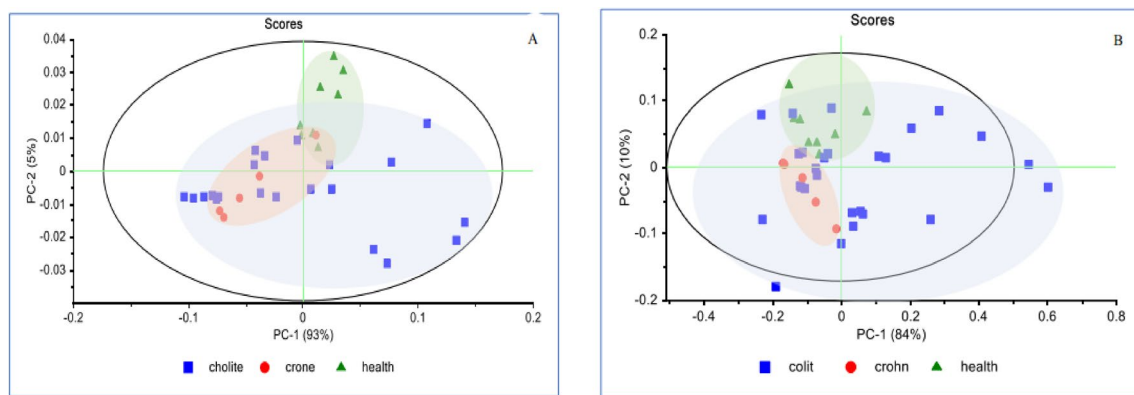 Scores
A
0.04
0.03
0.02
0.01
0
-0.01
-0.02
-0.03
PC-2 (5%)
-0.2 -0.1 0 0.1 0.2
PC-1 (93%)
cholite crone health
Scores
B
0.2
0.1
0
-0.1
-0.2
PC-2 (10%)
-0.4 -0.2 0 0.2 0.4 0.6 0.8
PC-1 (84%)
colit crohn health